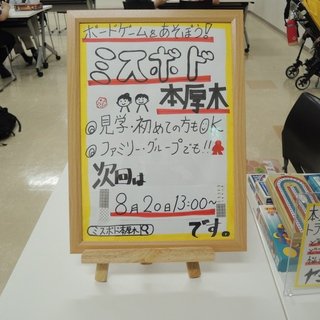 ボードゲームをあそぼう!!
ミスボド
本厚木
◎見学・初めての方もOK
◎ファミリー・グループでも!!
次回は
8月20日13:00〜
です。
ミスボド本厚木